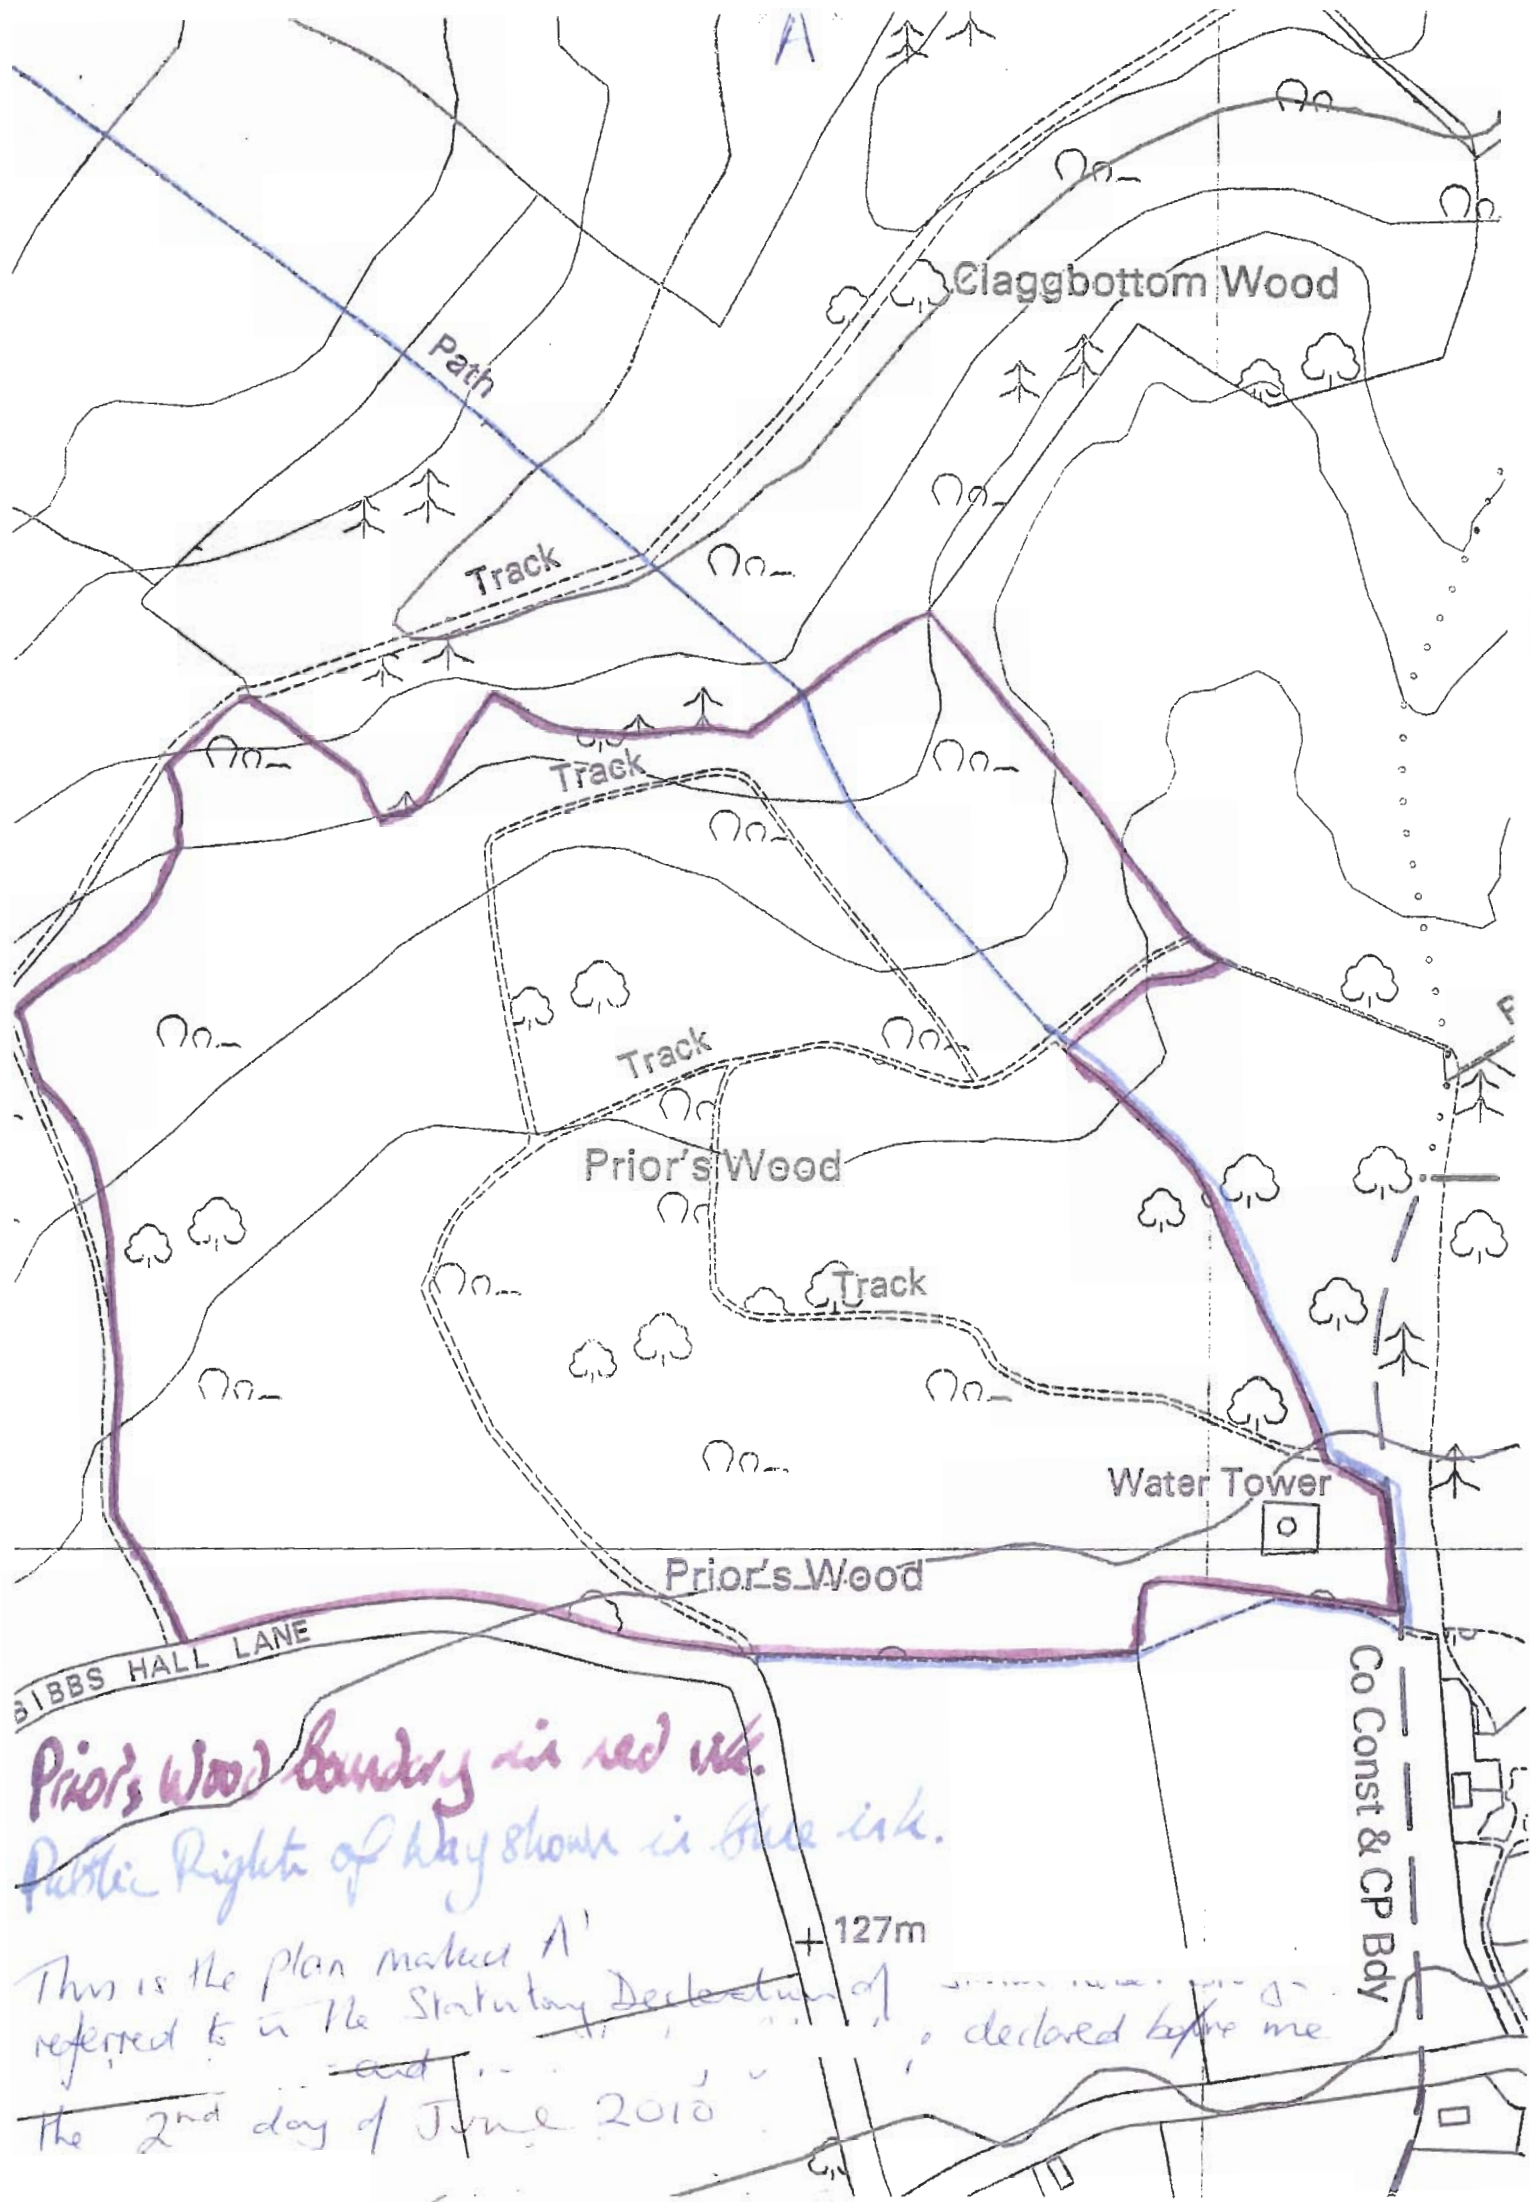 A
Claggbottom Wood
Path
Track
Track
Track
Prior's Wood
Track
Water Tower
Prior's Wood
BIBBS HALL LANE
Co Const & CP Bdy
Prior's Wood boundary in red ink.
Public Rights of Way shown in blue ink.
127m
This is the plan marked 'A'
referred to in the Statutory Declaration of
declared before me
and
the 2nd day of June 2010